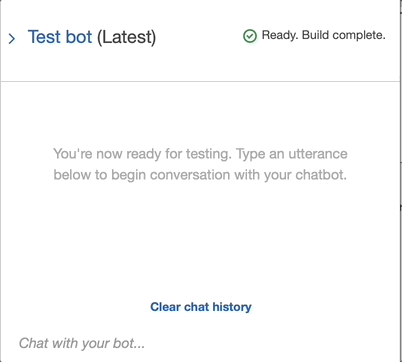 Test bot (Latest)
Ready. Build complete.
You're now ready for testing. Type an utterance
below to begin conversation with your chatbot.
Clear chat history
Chat with your bot...